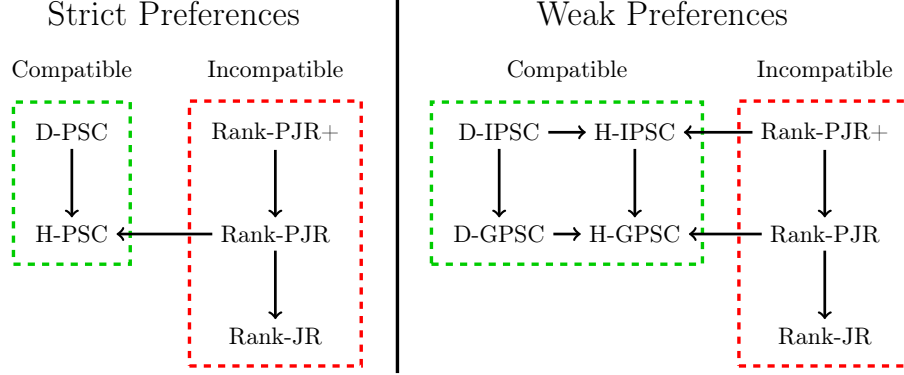 Strict Preferences
Compatible
Incompatible
D-PSC
Rank-PJR+
H-PSC
Rank-PJR
Rank-JR
Weak Preferences
Compatible
Incompatible
D-IPSC
H-IPSC
Rank-PJR+
D-GPSC
H-GPSC
Rank-PJR
Rank-JR